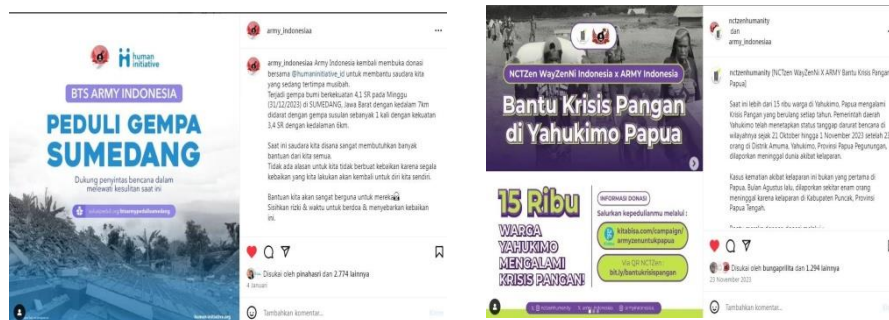 human
initiative
BTS ARMY INDONESIA
PEDULI GEMPA
SUMEDANG
Dukung penyintas bencana dalam
melewati kesulitan saat ini
army_indonesiaa
army_indonesiaa Army Indonesia kembali membuka donasi
bersama @humaninitiative_id untuk membantu saudara kita
yang sedang tertimpa musibah.
Terjadi gempa bumi berkekuatan 4,1 SR pada Minggu
(31/12/2023) di SUMEDANG, Jawa Barat dengan kedalam 7km
didarat dengan gempa susulan sebanyak 1 kali dengan kekuatan
3,4 SR dengan kedalaman 6km.
Saat ini saudara kita disana sangat membutuhkan banyak
bantuan dari kita semua.
Tidak ada alasan untuk kita tidak berbuat kebaikan karena segala
kebaikan yang kita lakukan akan kembali untuk diri kita sendiri.
Bantuan kita akan sangat berguna untuk mereka
Sisihkan rizki & waktu untuk berdoa & menyebarkan kebaikan
ini.
Disukai oleh pinahasri dan 2.774 lainnya
4 Januari
Tambahkan komentar...
NCTZen WayZenNi Indonesia x ARMY Indonesia
Bantu Krisis Pangan
di Yahukimo Papua
15 Ribu
WARGA
YAHUKIMO
MENGALAMI
KRISIS PANGAN!
INFORMASI DONASI
Salurkan kepedulianmu melalui :
kitabisa.com/campaign/
armyzenuntukpapua
Via QR NCTZen:
bit.ly/bantukrisispangan
nctzenhumanity
dan
army_indonesiaa
nctzenhumanity [NCTZen WayZenNi X ARMY Bantu Krisis Pangan
Papua]
Saat ini lebih dari 15 ribu warga di Yahukimo, Papua mengalami
Krisis Pangan yang berulang setiap tahun. Pemerintah daerah
Yahukimo telah menetapkan status tanggap darurat bencana di
wilayahnya sejak 21 Oktober hingga 1 November 2023 setelah 23
orang di Distrik Amuma, Yahukimo, Provinsi Papua Pegunungan,
dilaporkan meninggal dunia akibat kelaparan.
Kasus kematian akibat kelaparan ini bukan yang pertama di
Papua. Bulan Agustus lalu, dilaporkan sekitar enam orang
meninggal karena kelaparan di Kabupaten Puncak, Provinsi
Papua Tengah.
Disukai oleh bungaprilita dan 1.294 lainnya
23 November 2023
Tambahkan komentar...